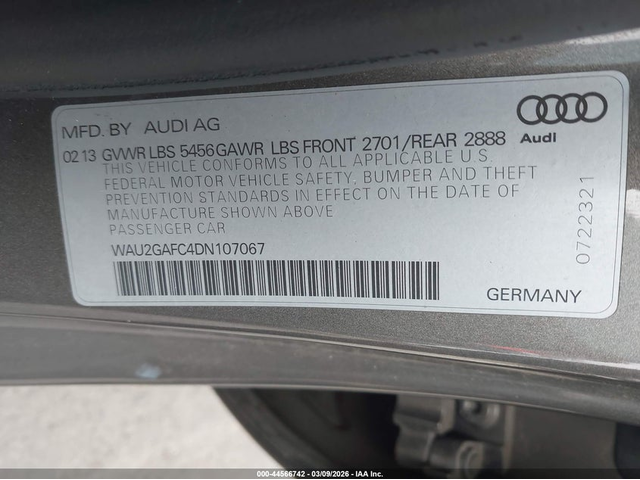 MFD. BY AUDI AG
02 13 GVWR LBS 5456 GAWR LBS FRONT 2701/REAR 2888
THIS VEHICLE CONFORMS TO ALL APPLICABLE U.S.
FEDERAL MOTOR VEHICLE SAFETY, BUMPER AND THEFT
PREVENTION STANDARDS IN EFFECT ON THE DATE OF
MANUFACTURE SHOWN ABOVE
PASSENGER CAR
WAU2GAFC4DN107067
Audi
0722321
GERMANY
000-44566742 - 03/09/2026 - IAA Inc.